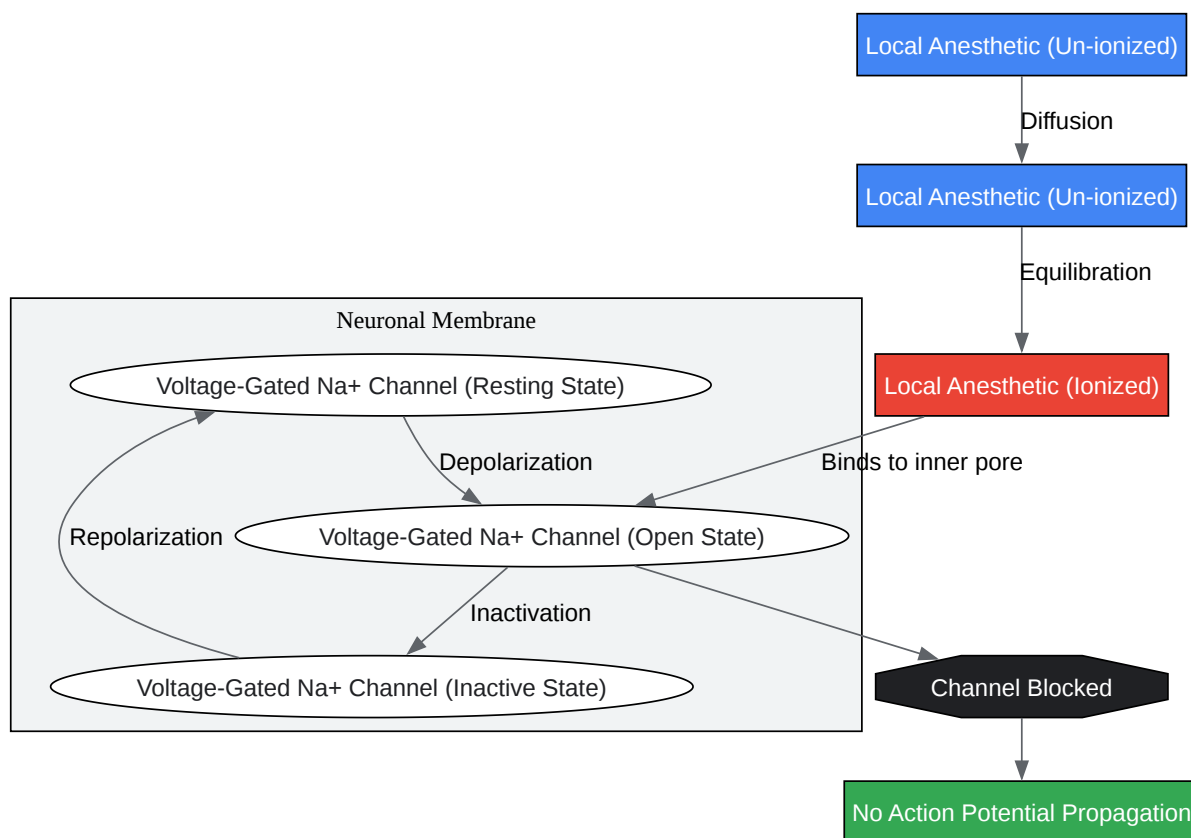 Local Anesthetic (Un-ionized)
Diffusion
Local Anesthetic (Un-ionized)
Equilibration
Neuronal Membrane
Voltage-Gated Na+ Channel (Resting State)
Local Anesthetic (Ionized)
Depolarization
Binds to inner pore
Repolarization
Voltage-Gated Na+ Channel (Open State)
Inactivation
Voltage-Gated Na+ Channel (Inactive State)
Channel Blocked
No Action Potential Propagation